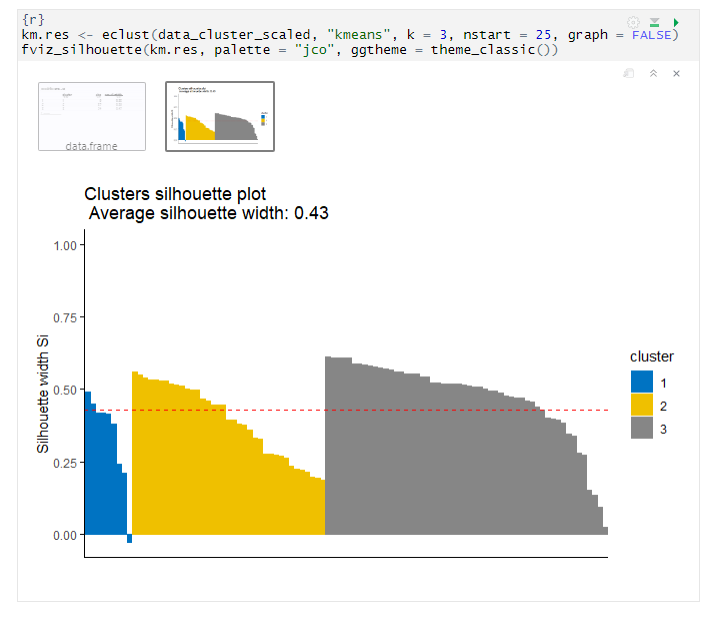 {r}
km.res <- eclust(data_cluster_scaled, "kmeans", k = 3, nstart = 25, graph = FALSE)
fviz_silhouette(km.res, palette = "jco", ggtheme = theme_classic())
data.frame
Clusters silhouette plot
Average silhouette width: 0.43
1.00
0.75
0.50
0.25
0.00
Silhouette width Si
cluster
1
2
3